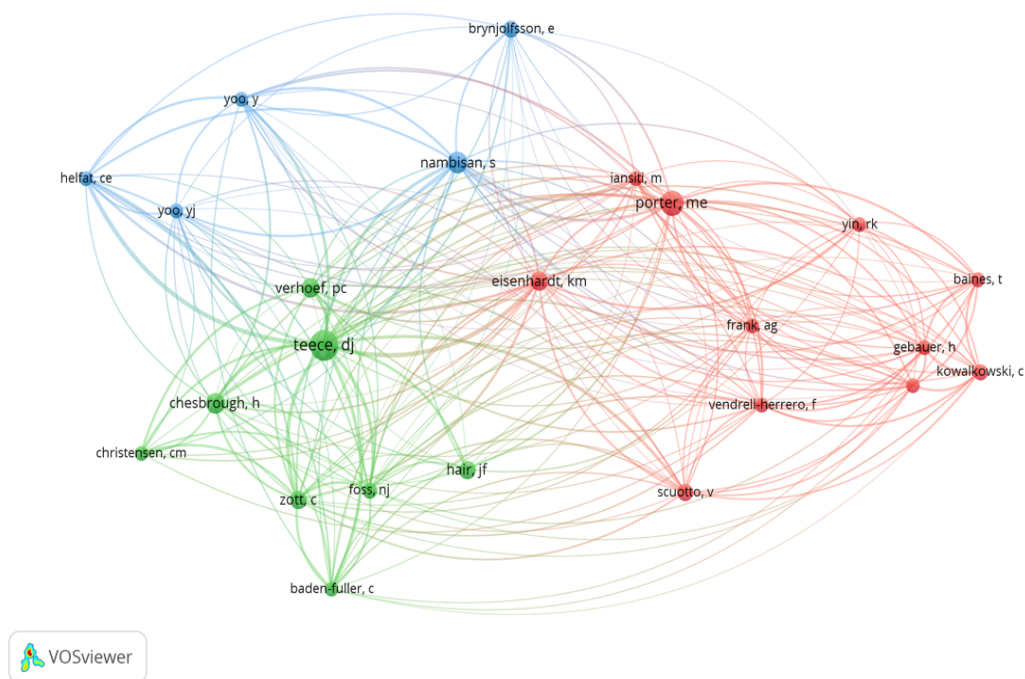 brynjolfsson, e
yoo, y
nambisan, s
helfat, ce
iansiti, m
porter, me
yoo, yj
yin, rk
eisenhardt, km
baines, t
verhoef, pc
frank, ag
teece, dj
gebauer, h
kowalkowski, c
chesbrough, h
vendrell-herrero, f
christensen, cm
hair, jf
foss, nj
scuotto, v
zott, c
baden-fuller, c
VOSviewer